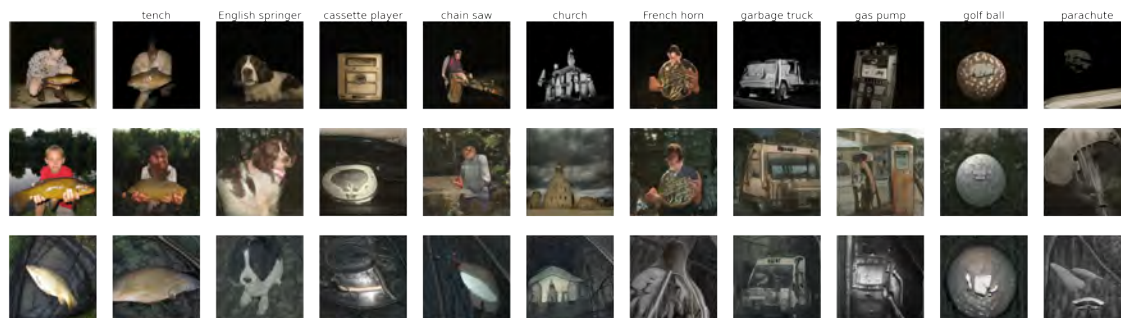 tench English springer cassette player chain saw church French horn garbage truck gas pump golf ball parachute